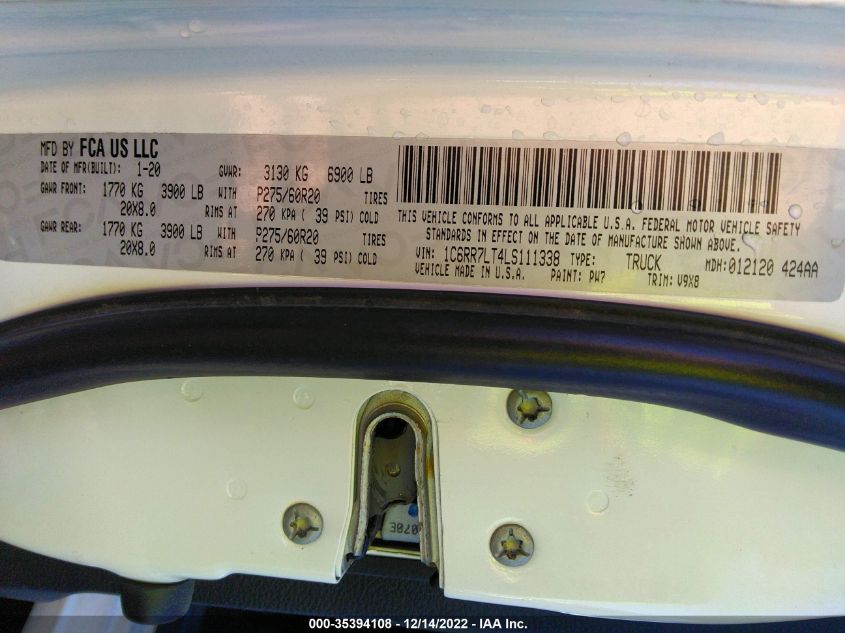 MFD BY FCA US LLC
DATE OF MFR(BUILT): 1-20 GVWR: 3130 KG 6900 LB
GAWR FRONT: 1770 KG 3900 LB WITH P275/60R20 TIRES
20X8.0 RIMS AT 270 KPA ( 39 PSI) COLD
GAWR REAR: 1770 KG 3900 LB WITH P275/60R20 TIRES
20X8.0 RIMS AT 270 KPA ( 39 PSI) COLD
THIS VEHICLE CONFORMS TO ALL APPLICABLE U.S.A. FEDERAL MOTOR VEHICLE SAFETY
STANDARDS IN EFFECT ON THE DATE OF MANUFACTURE SHOWN ABOVE.
VIN: 1C6RR7LT4LS111338 TYPE: TRUCK MDH:012120 424AA
VEHICLE MADE IN U.S.A. PAINT: PW7 TRIM: V9X8
000-35394108 - 12/14/2022 - IAA Inc.